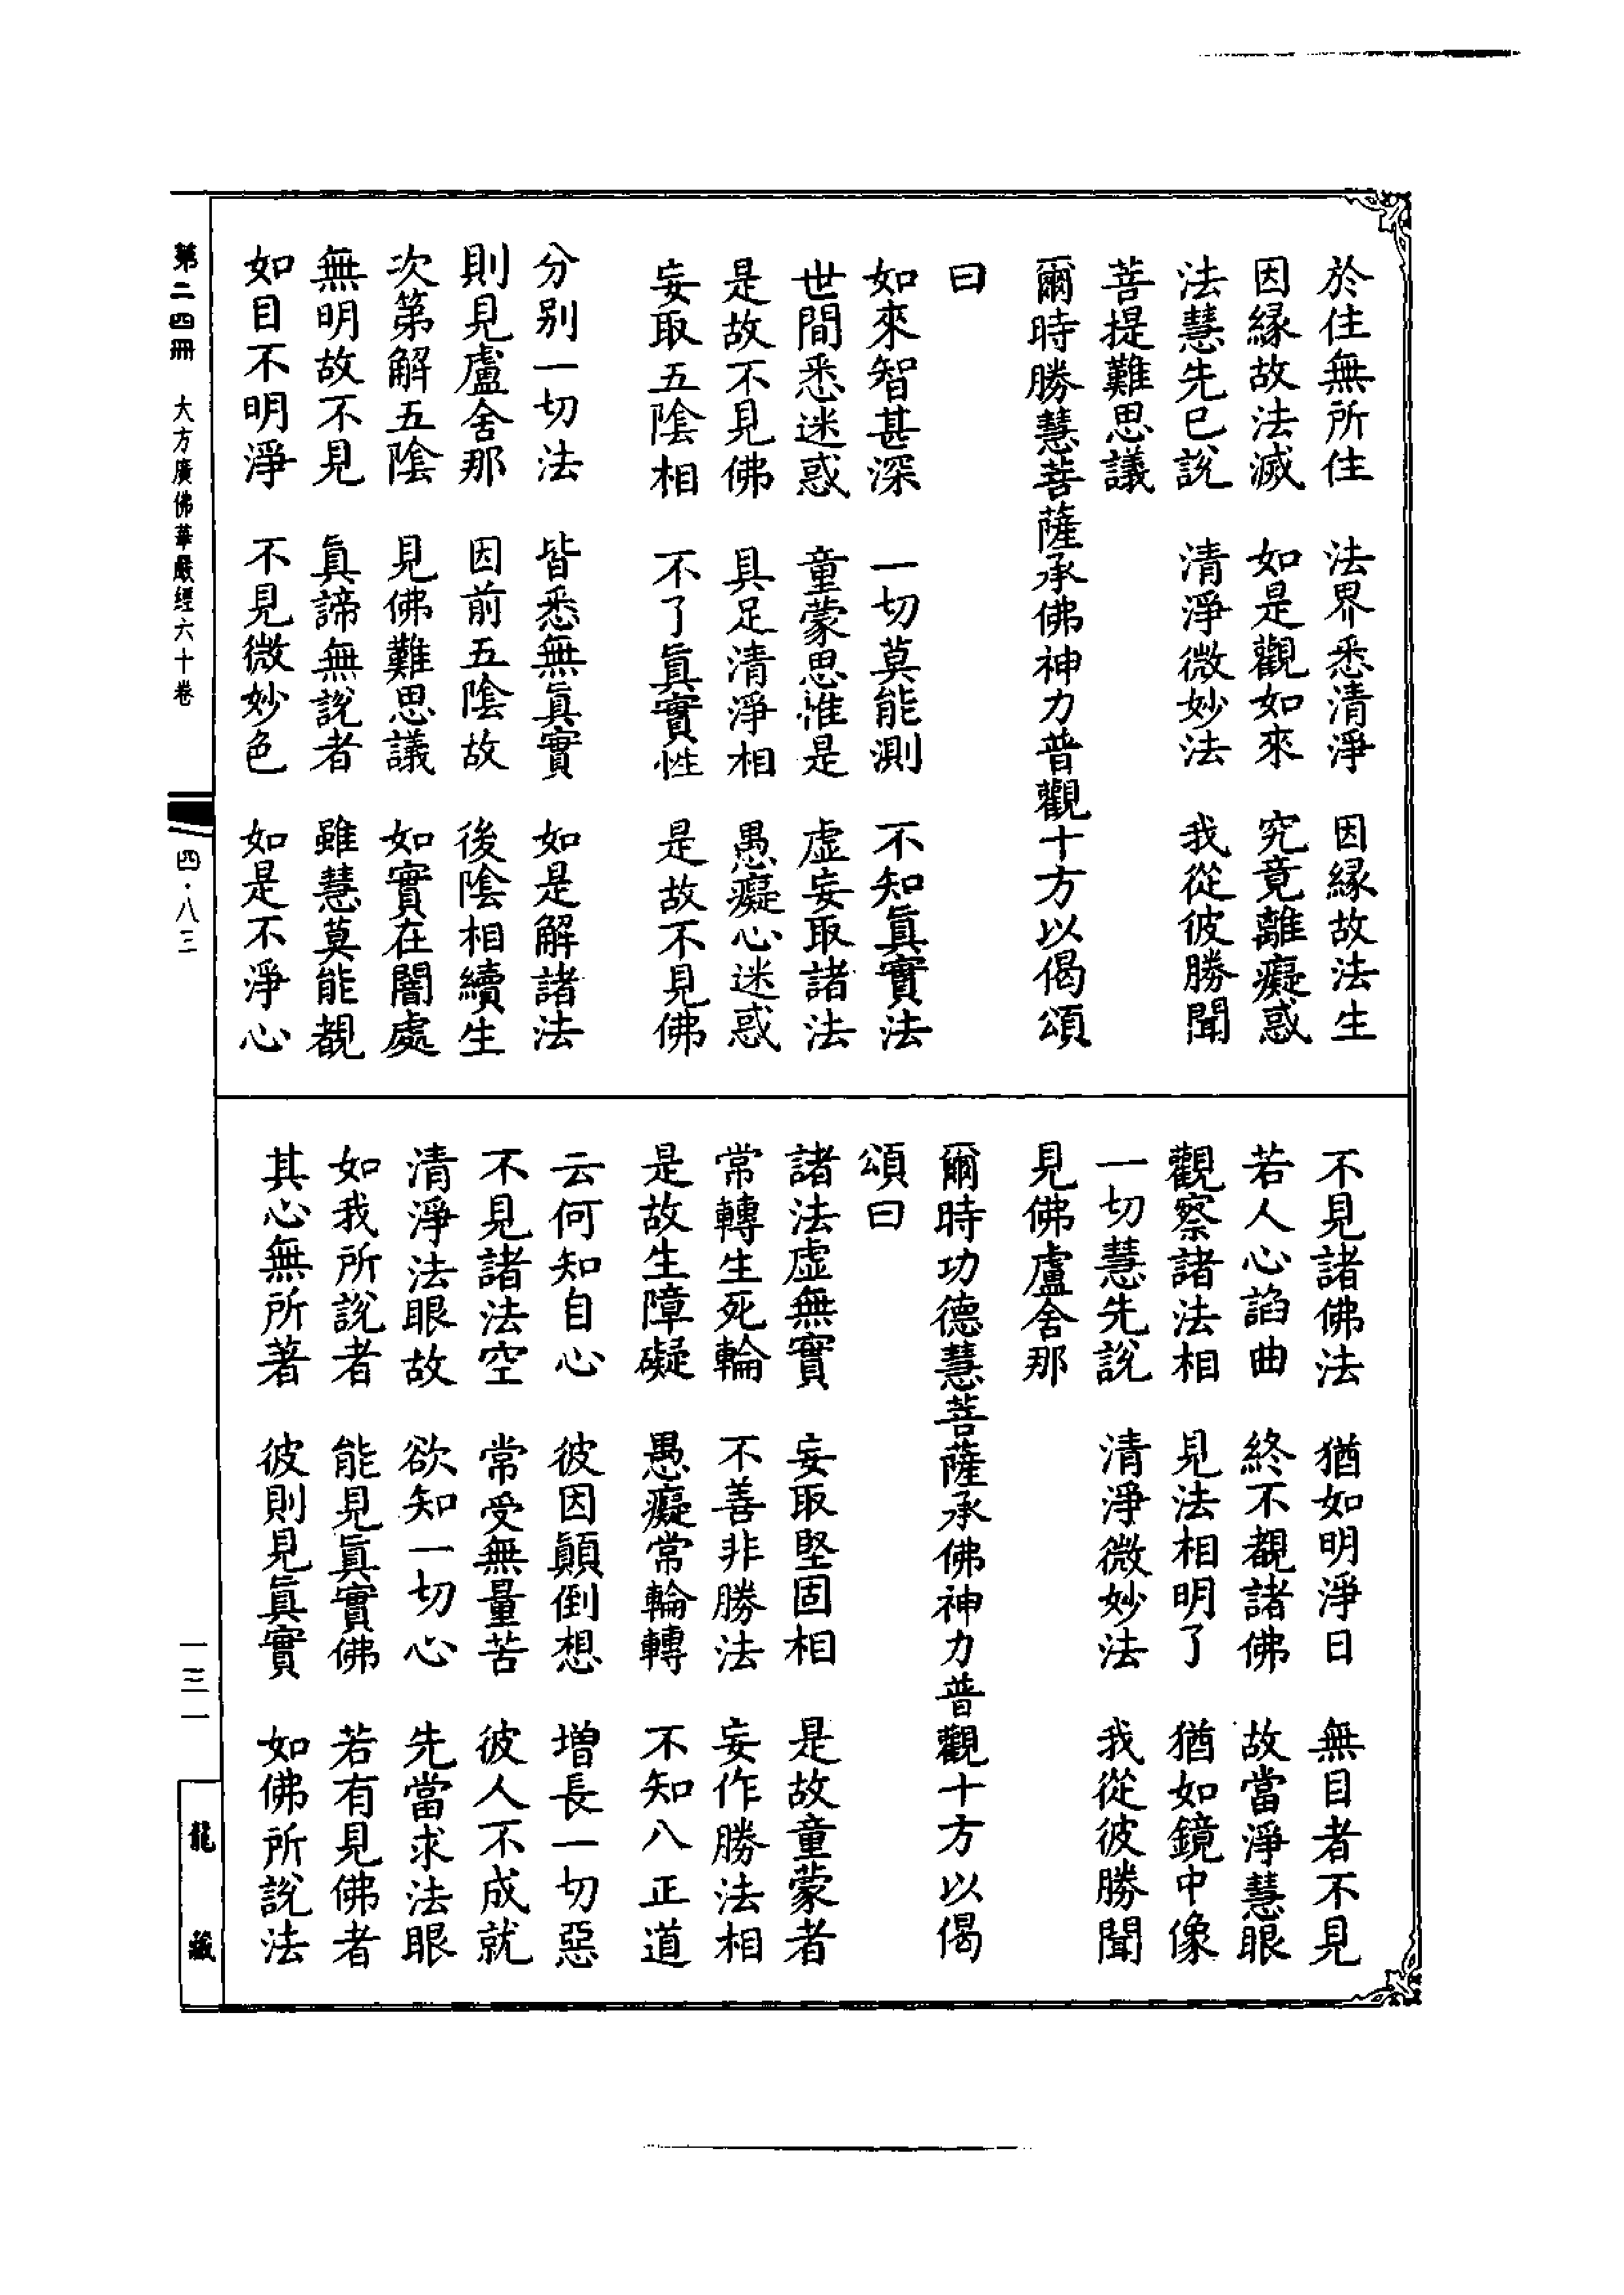 於住無所住　法界悉清淨　因緣故法生
因緣故法滅　如是觀如來　究竟離癡惑
法慧先已說　清淨微妙法　我從彼勝聞
菩提難思議
爾時勝慧菩薩承佛神力普觀十方以偈頌
曰
如來智甚深　一切莫能測　不知眞實法
世間悉迷惑　童蒙思惟是　虛妄取諸法
是故不見佛　具足清淨相　愚癡心迷惑
妄取五陰相　不了眞實性　是故不見佛
分别一切法　皆悉無眞實　如是解諸法
則見盧舍那　因前五陰故　後陰相續生
次第解五陰　見佛難思議　如實在闇處
無明故不見　眞諦無說者　雖慧莫能覩
如目不明淨　不見微妙色　如是不淨心
不見諸佛法　猶如明淨日　無目者不見
若人心諂曲　終不覩諸佛　故當淨慧眼
觀察諸法相　見法相明了　猶如鏡中像
一切慧先說　清淨微妙法　我從彼勝聞
見佛盧舍那
爾時功德慧菩薩承佛神力普觀十方以偈
頌曰
諸法虛無實　妄取堅固相　是故童蒙者
常轉生死輪　不善非勝法　妄作勝法相
是故生障礙　愚癡常輪轉　不知八正道
云何知自心　彼因顚倒想　增長一切惡
不見諸法空　常受無量苦　彼人不成就
清淨法眼故　欲知一切心　先當求法眼
如我所說者　能見眞實佛　若有見佛者
其心無所著　彼則見眞實　如佛所說法
第二四冊　大方廣佛華嚴經六十卷
四·八三
一三一
龍藏